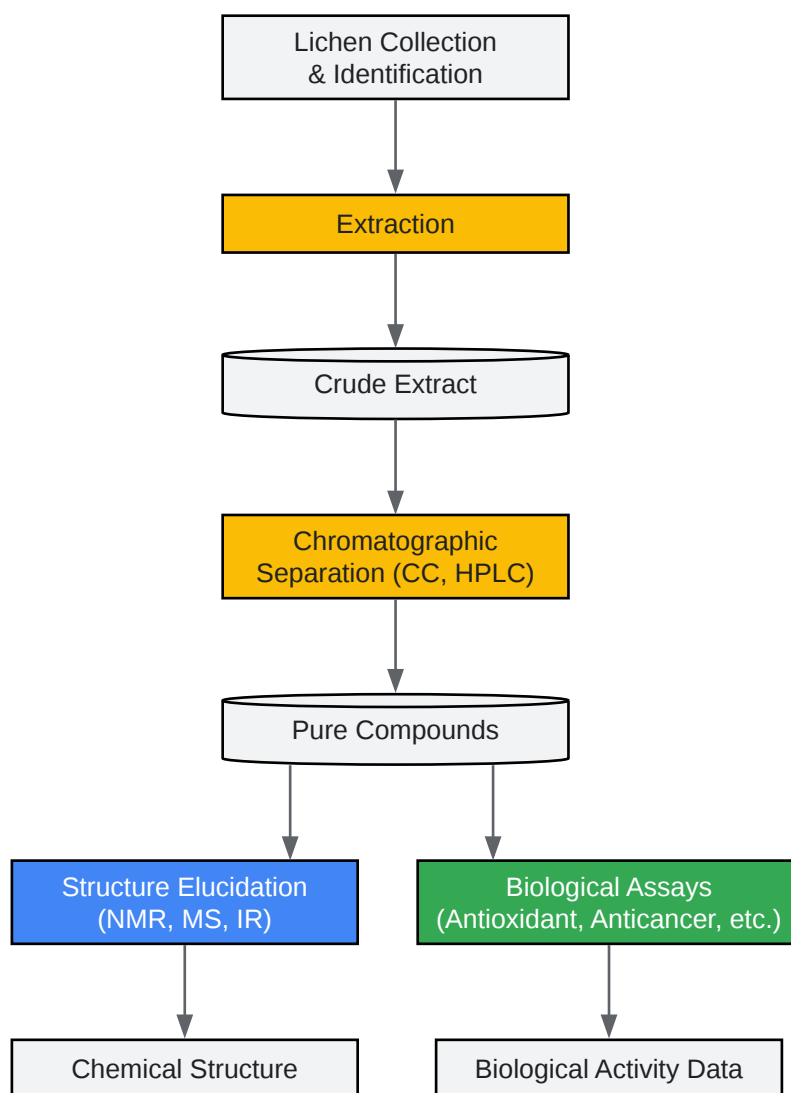 Lichen Collection
& Identification
Extraction
Crude Extract
Chromatographic
Separation (CC, HPLC)
Pure Compounds
Structure Elucidation
(NMR, MS, IR)
Biological Assays
(Antioxidant, Anticancer, etc.)
Chemical Structure
Biological Activity Data